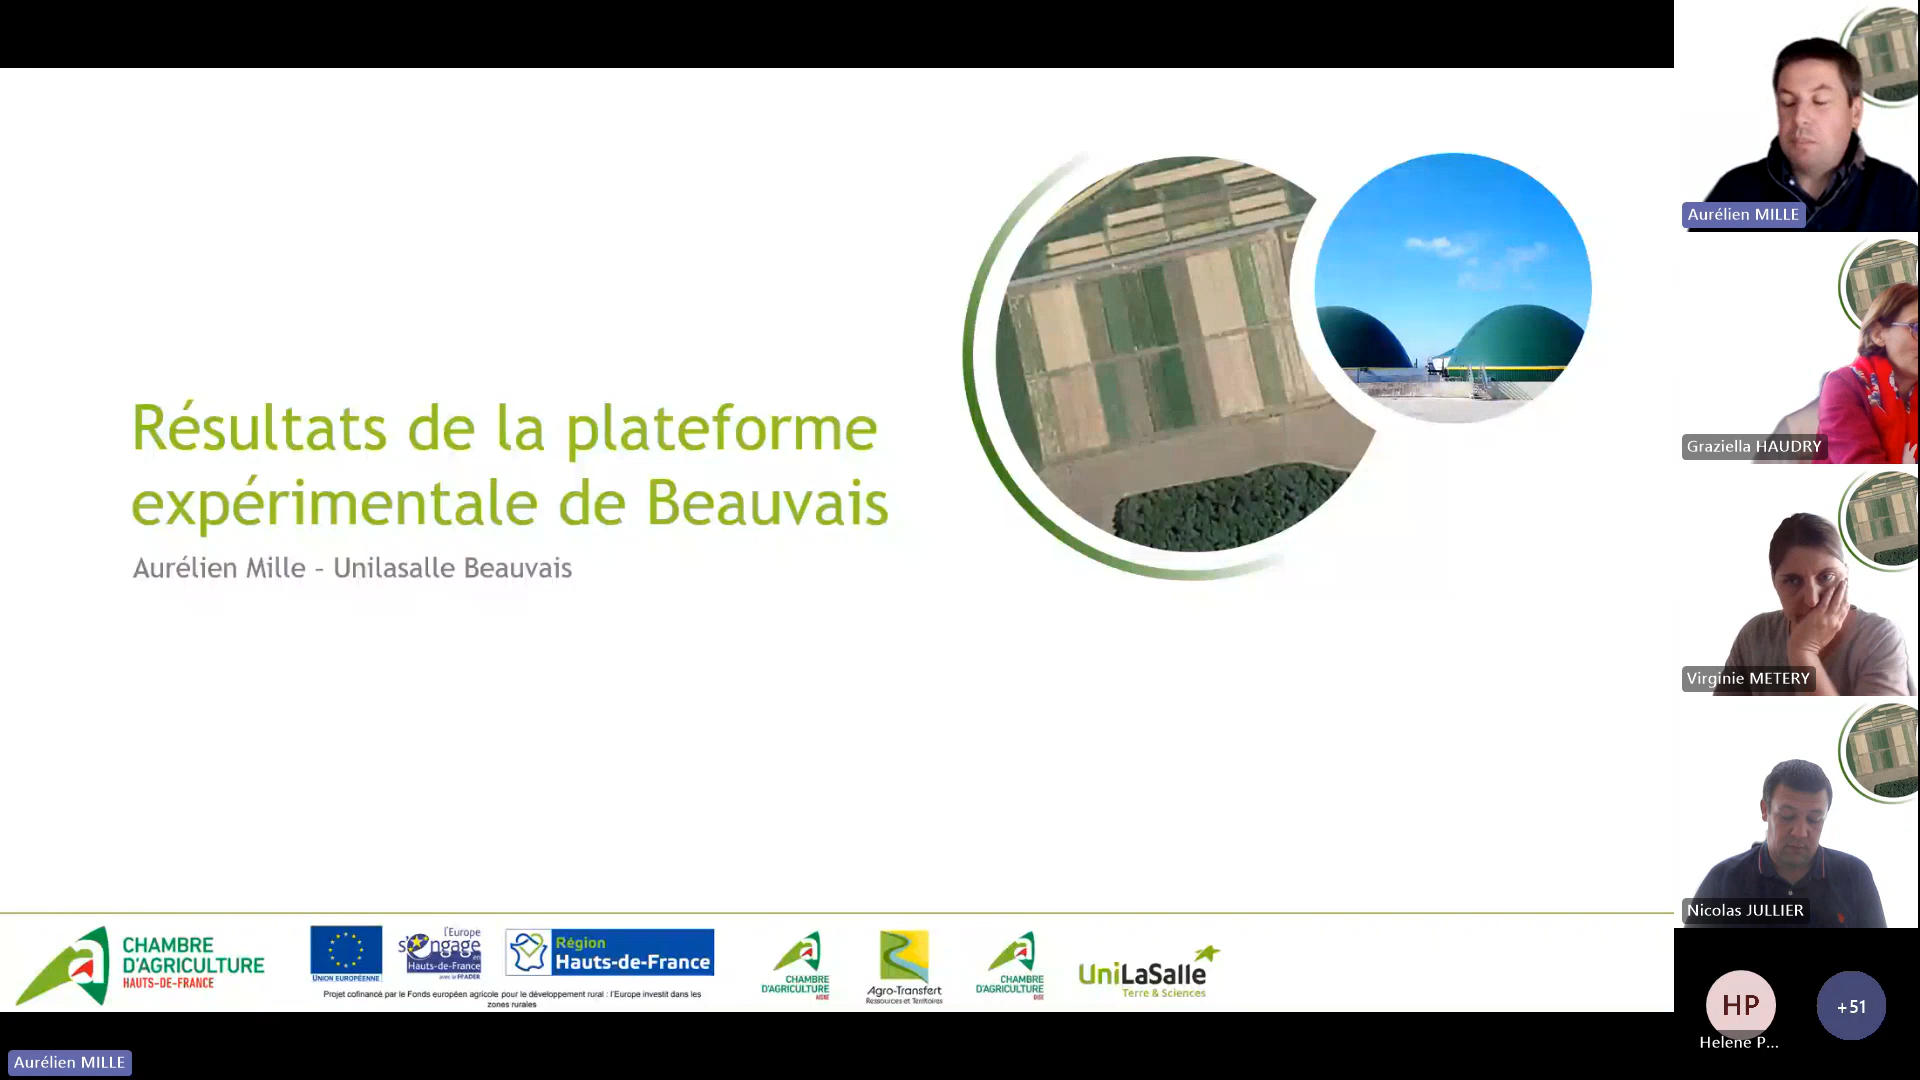 Résultats de la plateforme
expérimentale de Beauvais
Aurélien Mille – Unilasalle Beauvais
CHAMBRE
D'AGRICULTURE
HAUTS-DE-FRANCE
UNION EUROPÉENNE
l'Europe
s'engage
en
Hauts-de-France
avec le FEADER
Région
Hauts-de-France
Projet cofinancé par le Fonds européen agricole pour le développement rural : l'Europe investit dans les
zones rurales
CHAMBRE
D'AGRICULTURE
AISNE
Agro-Transfert
Ressources et Territoires
CHAMBRE
D'AGRICULTURE
OISE
UniLaSalle
Terre & Sciences
Aurélien MILLE
Aurélien MILLE
Graziella HAUDRY
Virginie METERY
Nicolas JULLIER
HP
Helene P...
+51